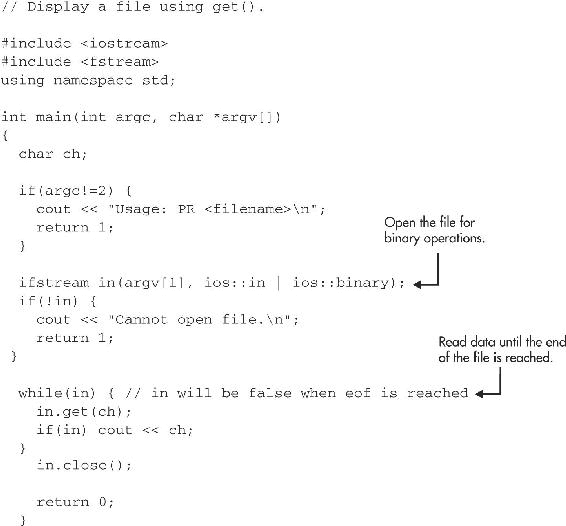 // Display a file using get().
#include <iostream>
#include <fstream>
using namespace std;
int main(int argc, char *argv[])
{
char ch;
if(argc!=2) {
cout << "Usage: PR <filename>\n";
return 1;
}
Open the file for
binary operations.
ifstream in(argv[1], ios::in | ios::binary);
if(!in) {
cout << "Cannot open file.\n";
return 1;
}
Read data until the end
of the file is reached.
while(in) { // in will be false when eof is reached
in.get(ch);
if(in) cout << ch;
}
in.close();
return 0;
}